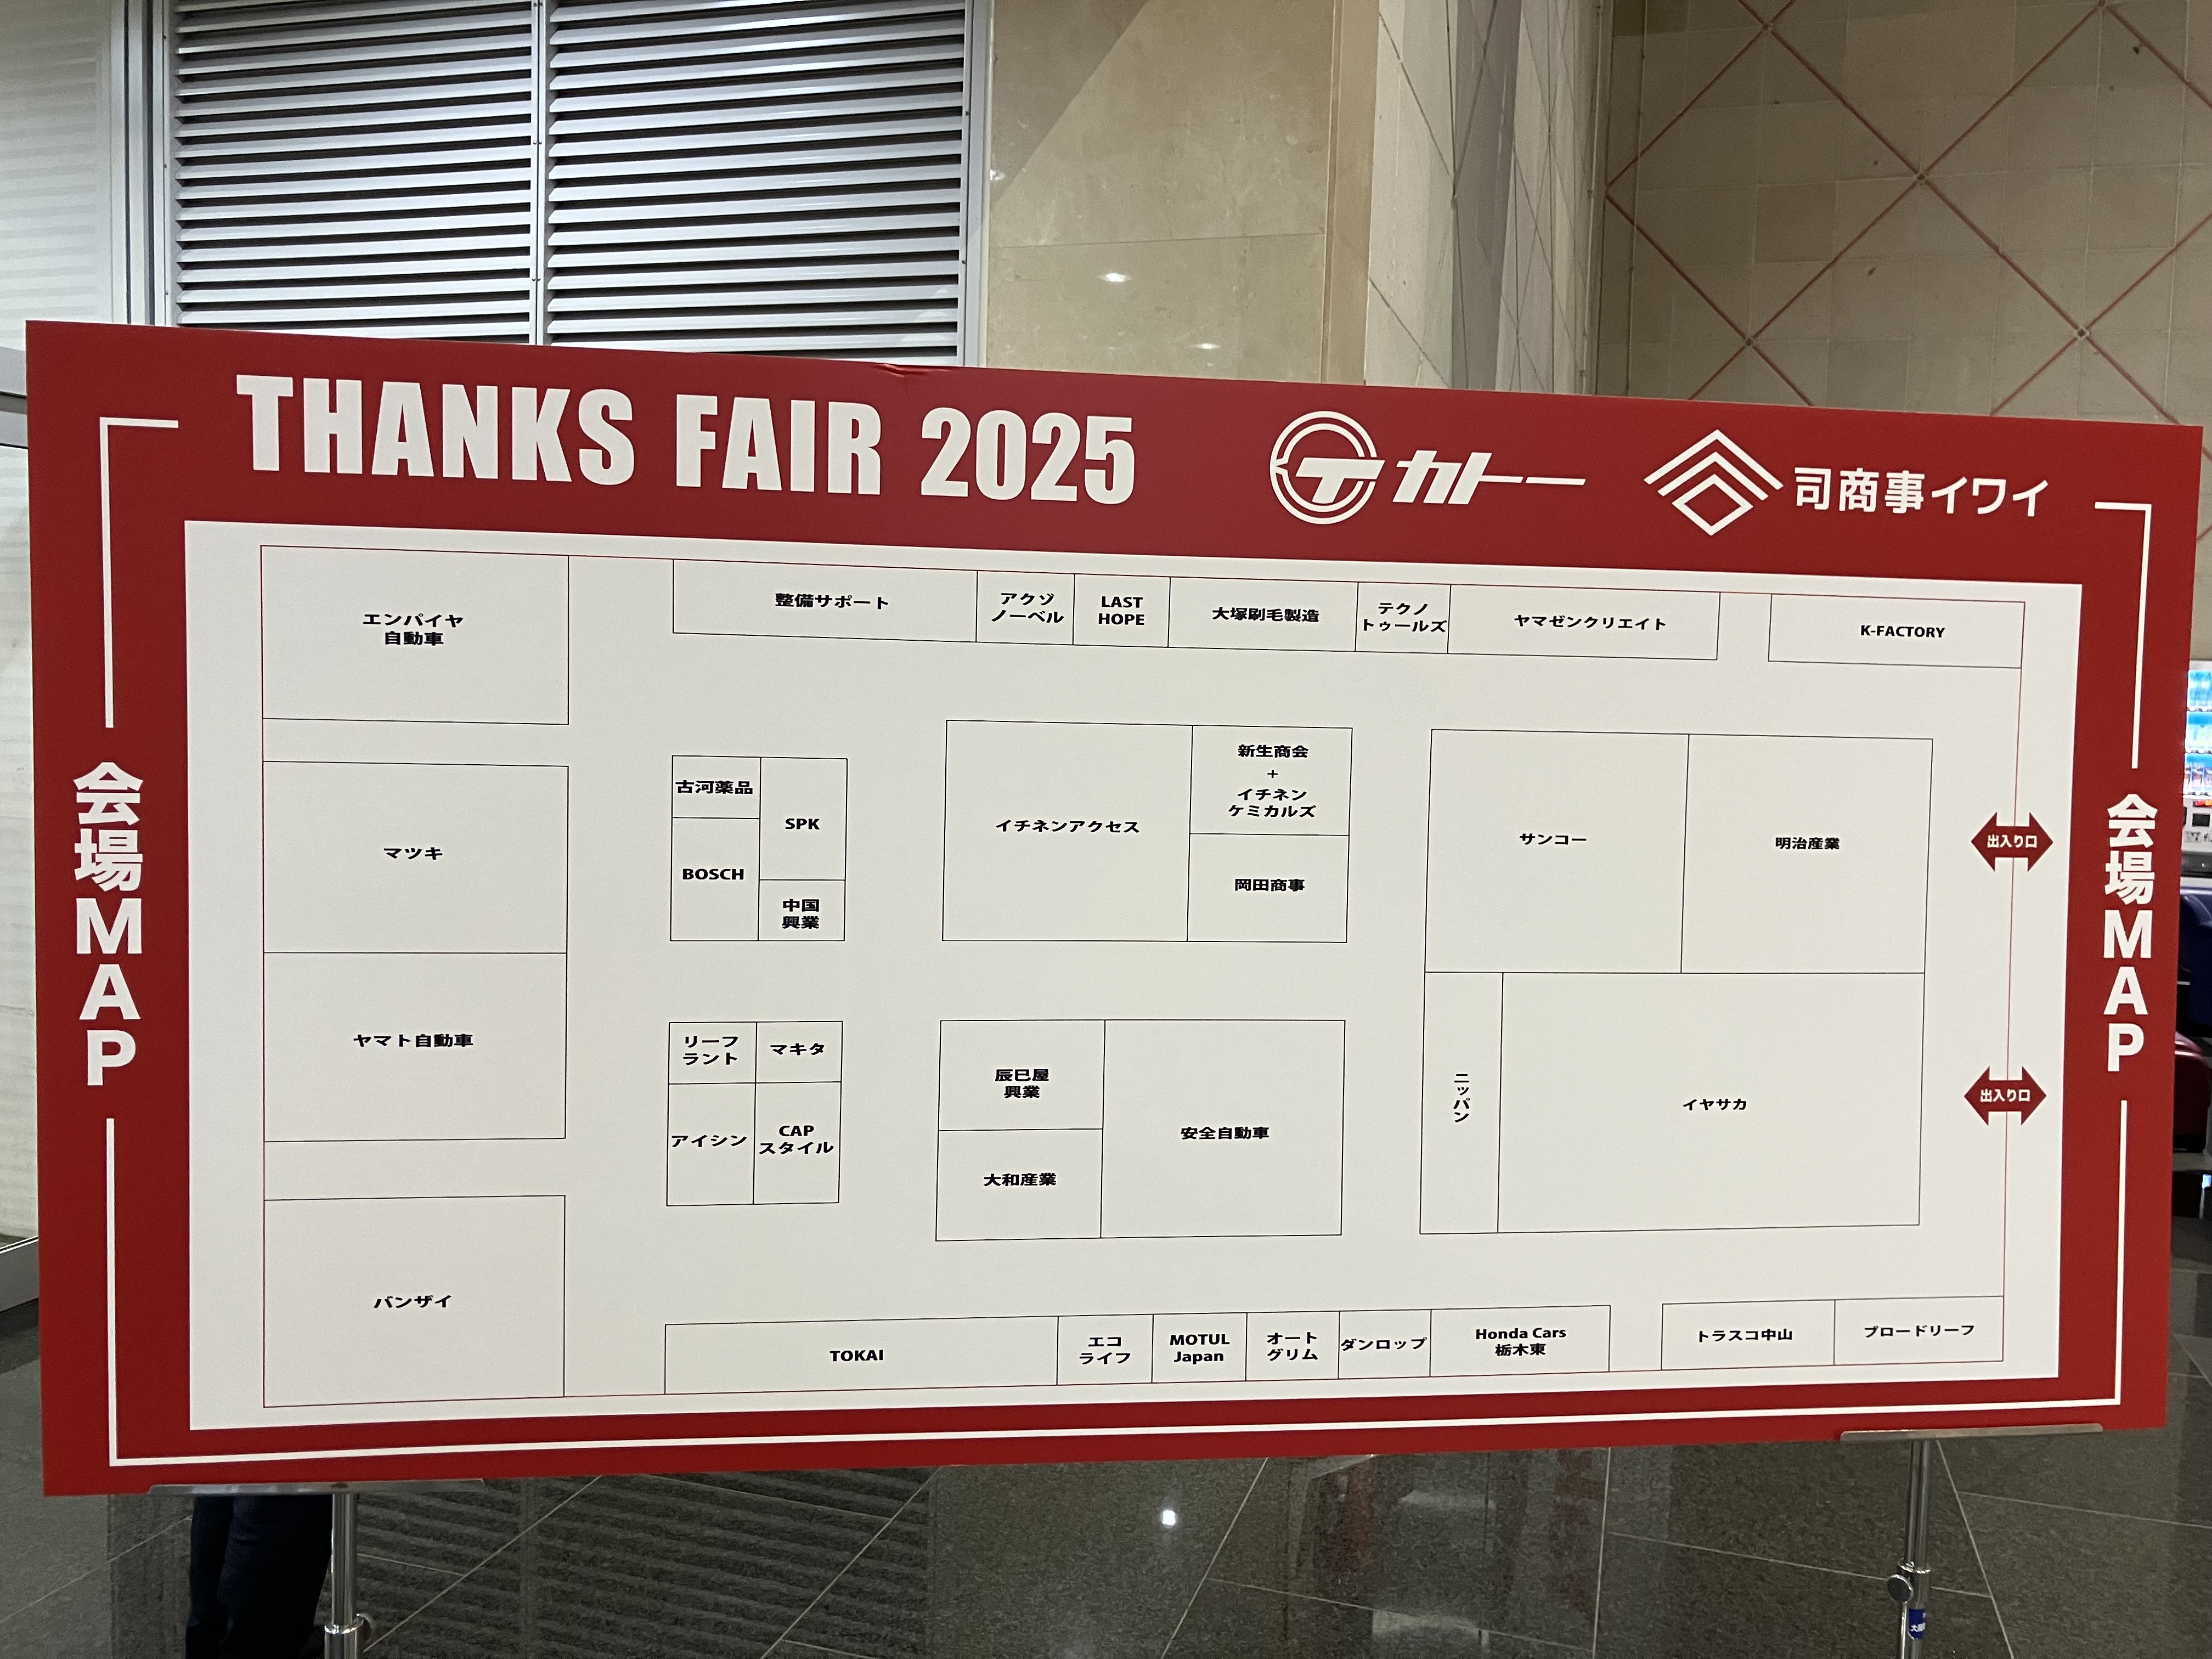 THANKS FAIR 2025
カトー
司商事イワイ
会場MAP
エンパイヤ
自動車
整備サポート
アクゾ
ノーベル
LAST
HOPE
大塚刷毛製造
テクノ
トゥールズ
ヤマゼンクリエイト
K-FACTORY
マツキ
古河薬品
SPK
BOSCH
中国
興業
イチネンアクセス
新生商会
+
イチネン
ケミカルズ
岡田商事
サンコー
明治産業
出入り口
ヤマト自動車
リーフ
ラント
マキタ
アイシン
CAP
スタイル
辰巳屋
興業
大和産業
安全自動車
ニッパン
イヤサカ
出入り口
バンザイ
TOKAI
エコ
ライフ
MOTUL
Japan
オート
グリム
ダンロップ
Honda Cars
栃木東
トラスコ中山
ブロードリーフ
会場MAP